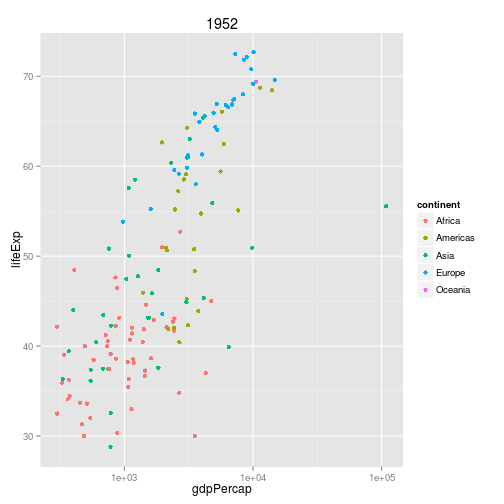 1952
lifeExp
70
60
50
40
30
1e+03
1e+04
1e+05
gdpPercap
continent
Africa
Americas
Asia
Europe
Oceania